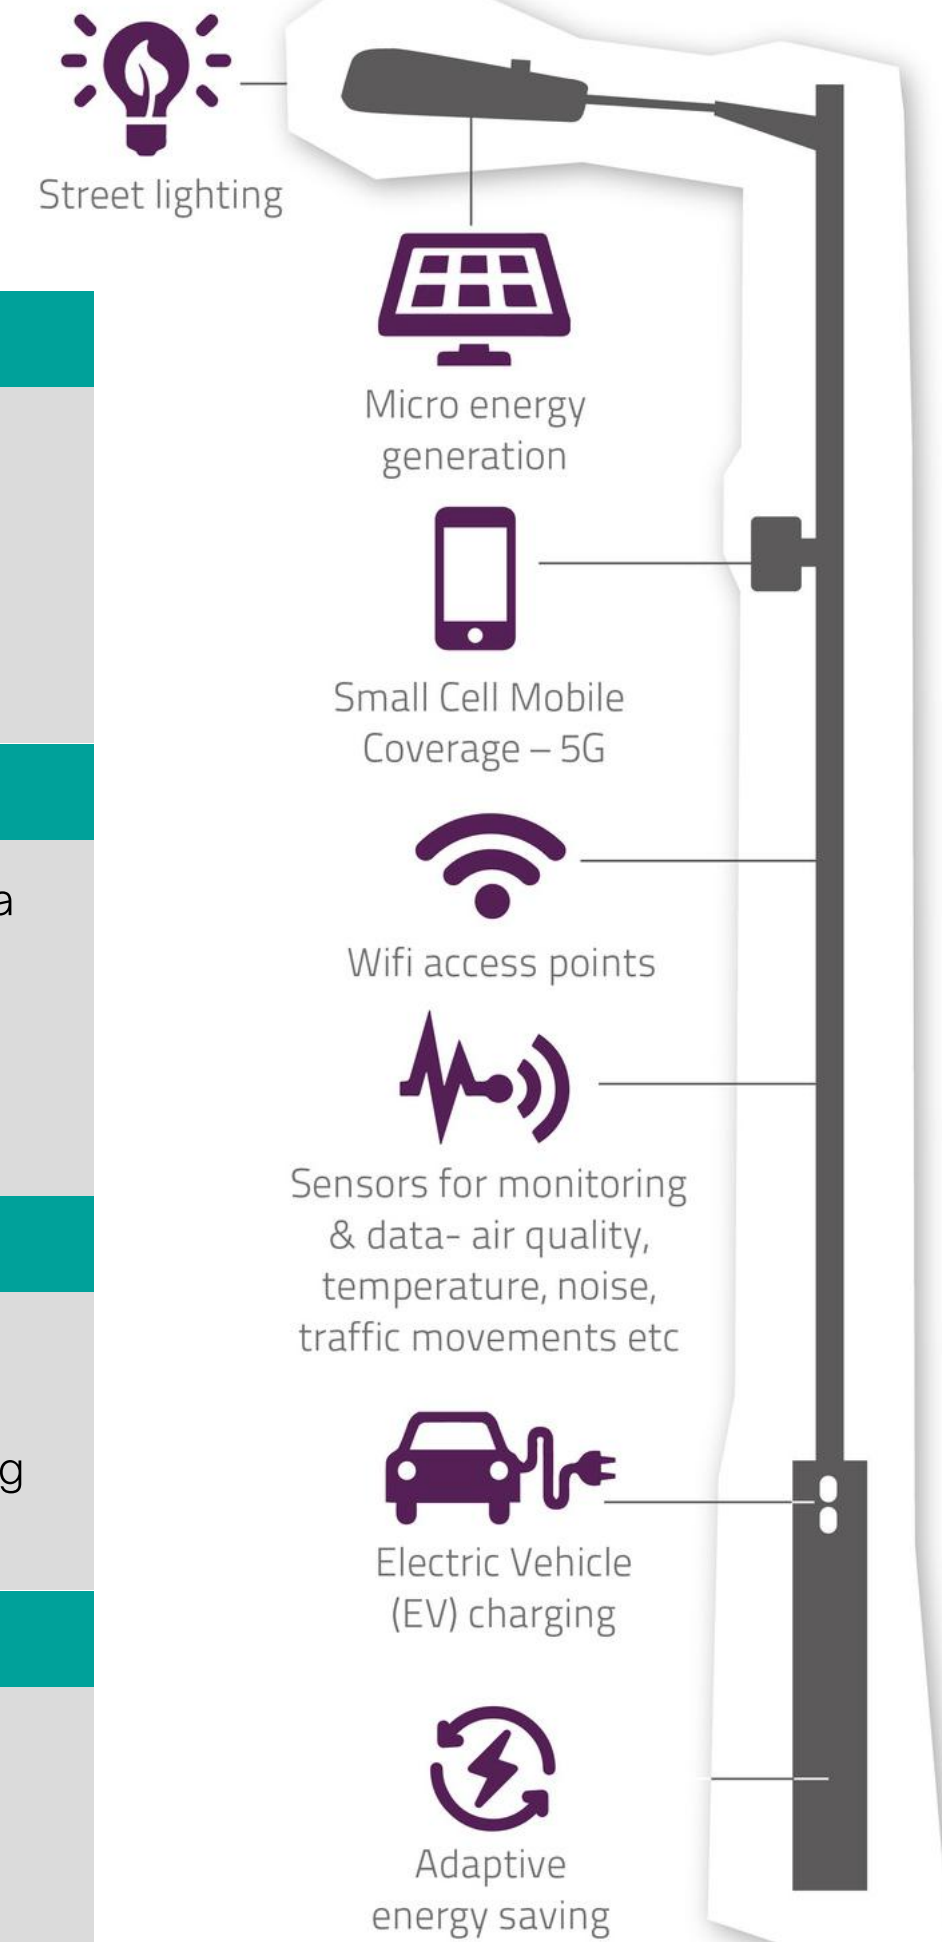 Street lighting
Micro energy
generation
Small Cell Mobile
Coverage – 5G
a
Wifi access points
Sensors for monitoring
& data- air quality,
temperature, noise,
traffic movements etc
g
Electric Vehicle
(EV) charging
Adaptive
energy saving